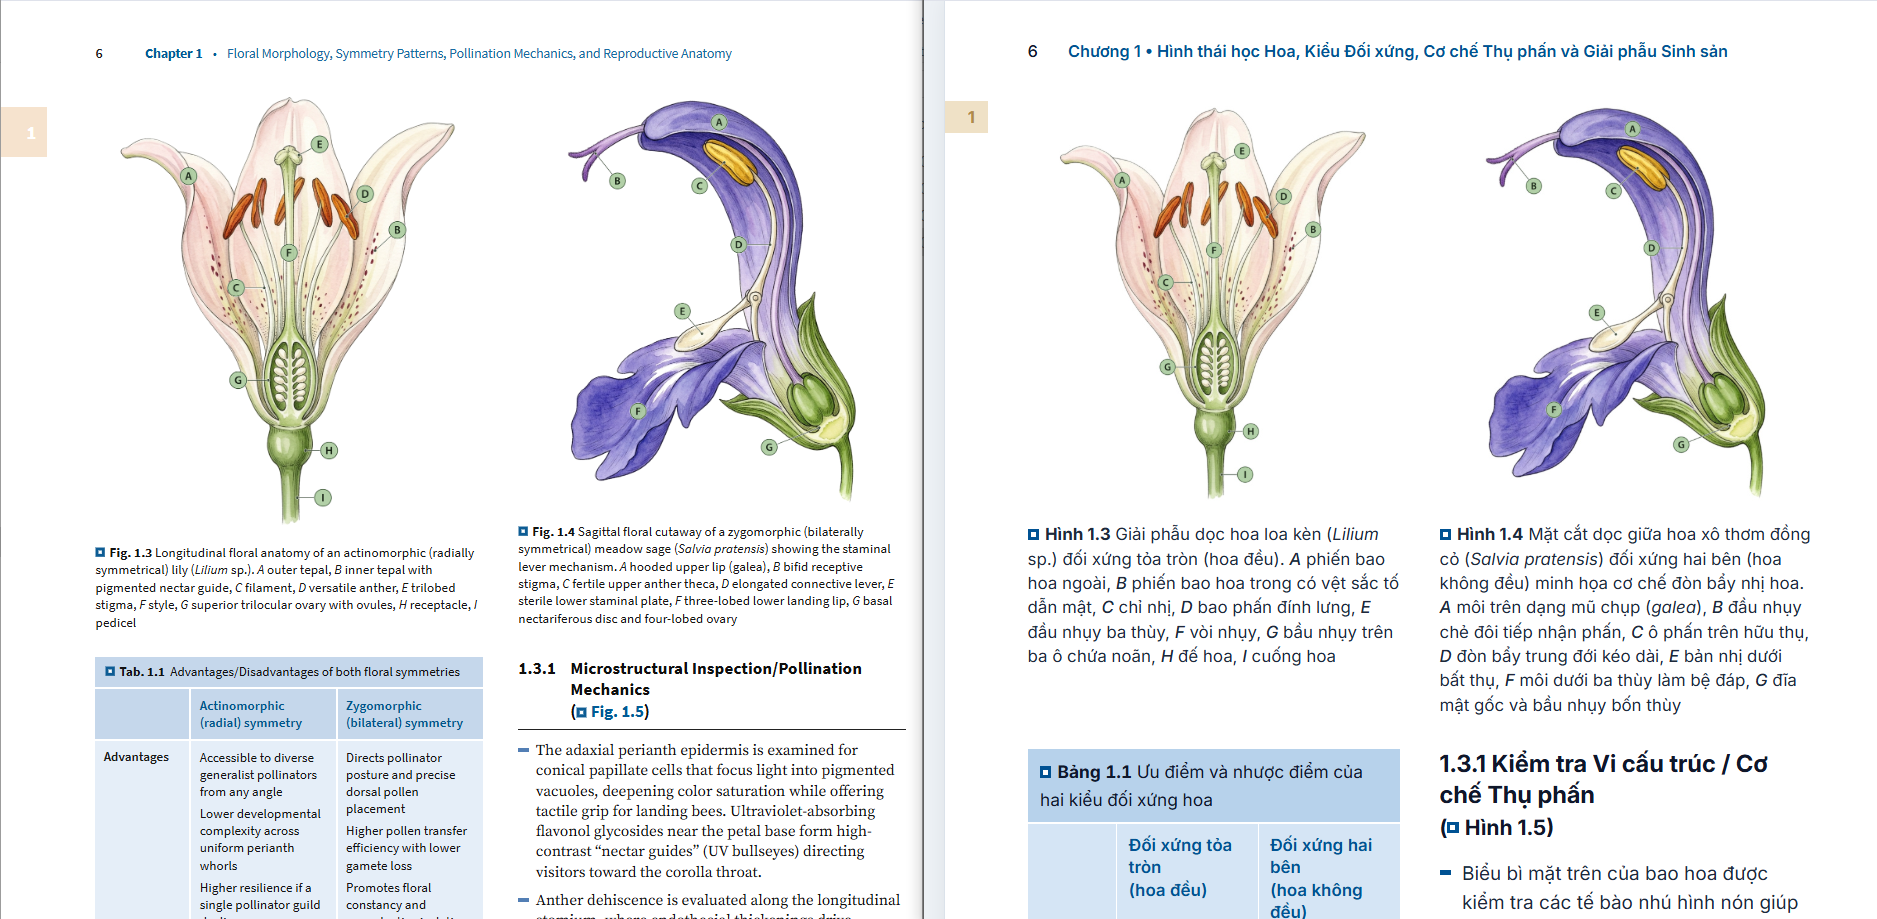 6 Chapter 1 • Floral Morphology, Symmetry Patterns, Pollination Mechanics, and Reproductive Anatomy
1
A
E
D
B
F
C
G
H
I
A
B
C
D
E
F
G
Fig. 1.3 Longitudinal floral anatomy of an actinomorphic (radially
symmetrical) lily (Lilium sp.). A outer tepal, B inner tepal with
pigmented nectar guide, C filament, D versatile anther, E trilobed
stigma, F style, G superior trilocular ovary with ovules, H receptacle, I
pedicel
Fig. 1.4 Sagittal floral cutaway of a zygomorphic (bilaterally
symmetrical) meadow sage (Salvia pratensis) showing the staminal
lever mechanism. A hooded upper lip (galea), B bifid receptive
stigma, C fertile upper anther theca, D elongated connective lever, E
sterile lower staminal plate, F three-lobed lower landing lip, G basal
nectariferous disc and four-lobed ovary
Tab. 1.1 Advantages/Disadvantages of both floral symmetries
Actinomorphic
(radial) symmetry
Zygomorphic
(bilateral) symmetry
Advantages
Accessible to diverse
generalist pollinators
from any angle
Lower developmental
complexity across
uniform perianth
whorls
Higher resilience if a
single pollinator guild
Directs pollinator
posture and precise
dorsal pollen
placement
Higher pollen transfer
efficiency with lower
gamete loss
Promotes floral
constancy and
1.3.1 Microstructural Inspection/Pollination
Mechanics
(Fig. 1.5)
The adaxial perianth epidermis is examined for
conical papillate cells that focus light into pigmented
vacuoles, deepening color saturation while offering
tactile grip for landing bees. Ultraviolet-absorbing
flavonol glycosides near the petal base form high-
contrast “nectar guides” (UV bullseyes) directing
visitors toward the corolla throat.
Anther dehiscence is evaluated along the longitudinal
6 Chương 1 • Hình thái học Hoa, Kiểu Đối xứng, Cơ chế Thụ phấn và Giải phẫu Sinh sản
1
A
E
D
B
F
C
G
H
I
A
B
C
D
E
F
G
Hình 1.3 Giải phẫu dọc hoa loa kèn (Lilium
sp.) đối xứng tỏa tròn (hoa đều). A phiến bao
hoa ngoài, B phiến bao hoa trong có vệt sắc tố
dẫn mật, C chỉ nhị, D bao phấn đính lưng, E
đầu nhụy ba thùy, F vòi nhụy, G bầu nhụy trên
ba ô chứa noãn, H đế hoa, I cuống hoa
Hình 1.4 Mặt cắt dọc giữa hoa xô thơm đồng
cỏ (Salvia pratensis) đối xứng hai bên (hoa
không đều) minh họa cơ chế đòn bẩy nhị hoa.
A môi trên dạng mũ chụp (galea), B đầu nhụy
chẻ đôi tiếp nhận phấn, C ô phấn trên hữu thụ,
D đòn bẩy trung đới kéo dài, E bản nhị dưới
bất thụ, F môi dưới ba thùy làm bệ đáp, G đĩa
mật gốc và bầu nhụy bốn thùy
Bảng 1.1 Ưu điểm và nhược điểm của
hai kiểu đối xứng hoa
Đối xứng tỏa
tròn
(hoa đều)
Đối xứng hai
bên
(hoa không
đều)
1.3.1 Kiểm tra Vi cấu trúc / Cơ
chế Thụ phấn
(Hình 1.5)
Biểu bì mặt trên của bao hoa được
kiểm tra các tế bào nhú hình nón giúp